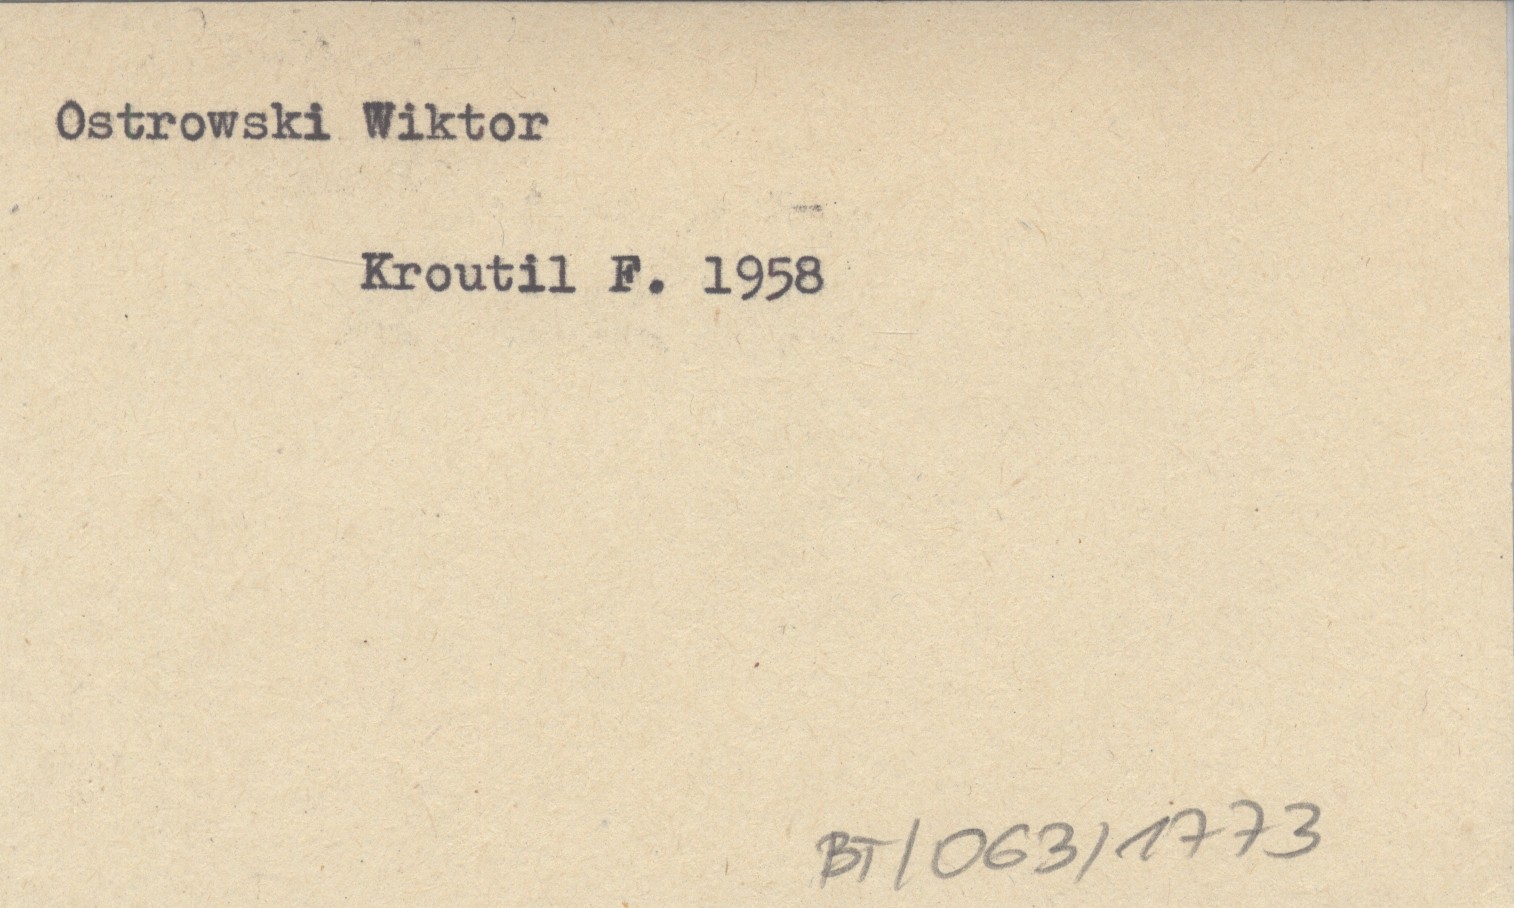 Ostrowski Wiktor
Kroutil F. 1958
BT/063/1773